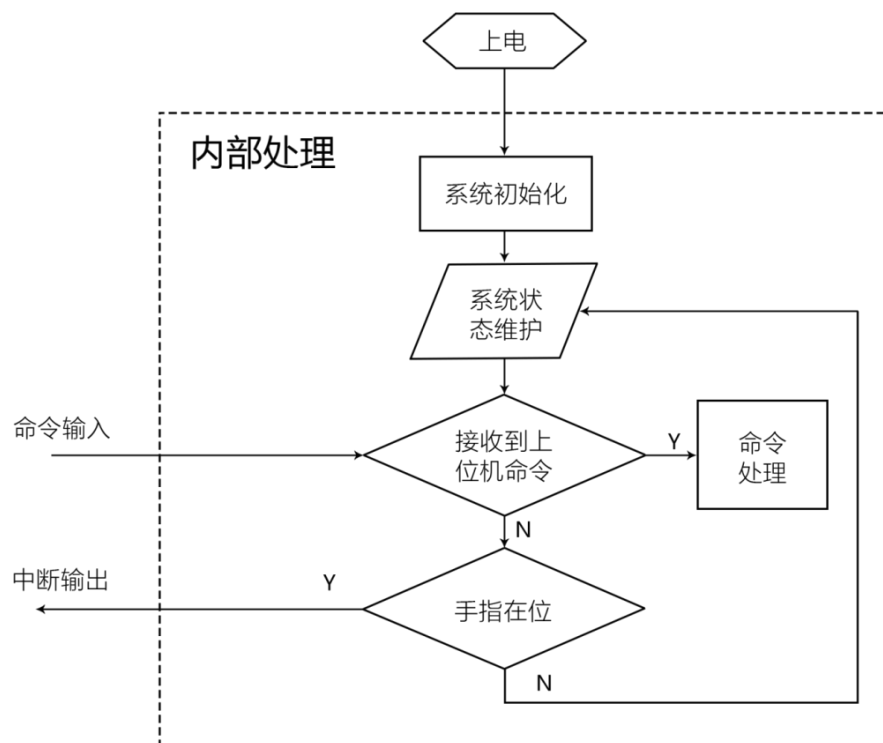 上电
内部处理
系统初始化
系统状
态维护
命令输入
接收到上
位机命令
Y
命令
处理
N
中断输出
Y
手指在位
N